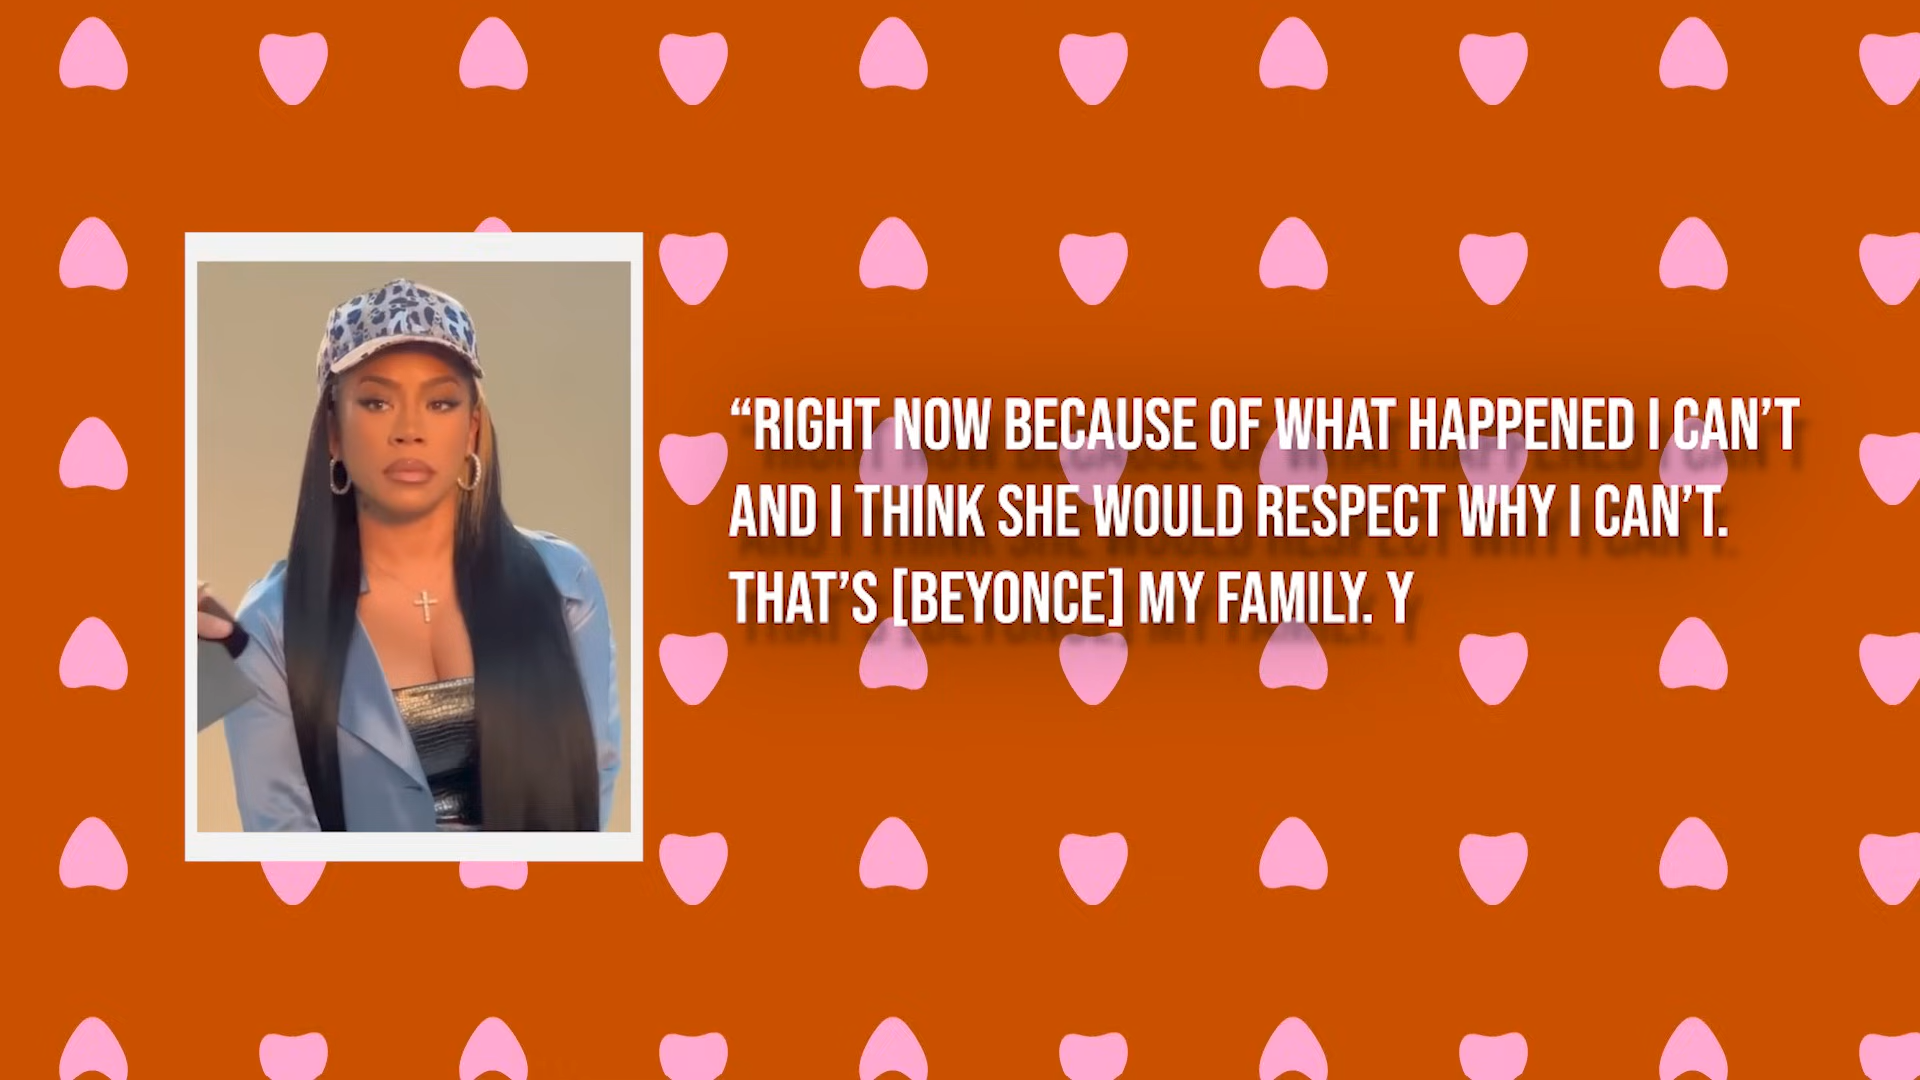 “RIGHT NOW BECAUSE OF WHAT HAPPENED I CAN’T
AND I THINK SHE WOULD RESPECT WHY I CAN’T.
THAT’S [BEYONCE] MY FAMILY. Y